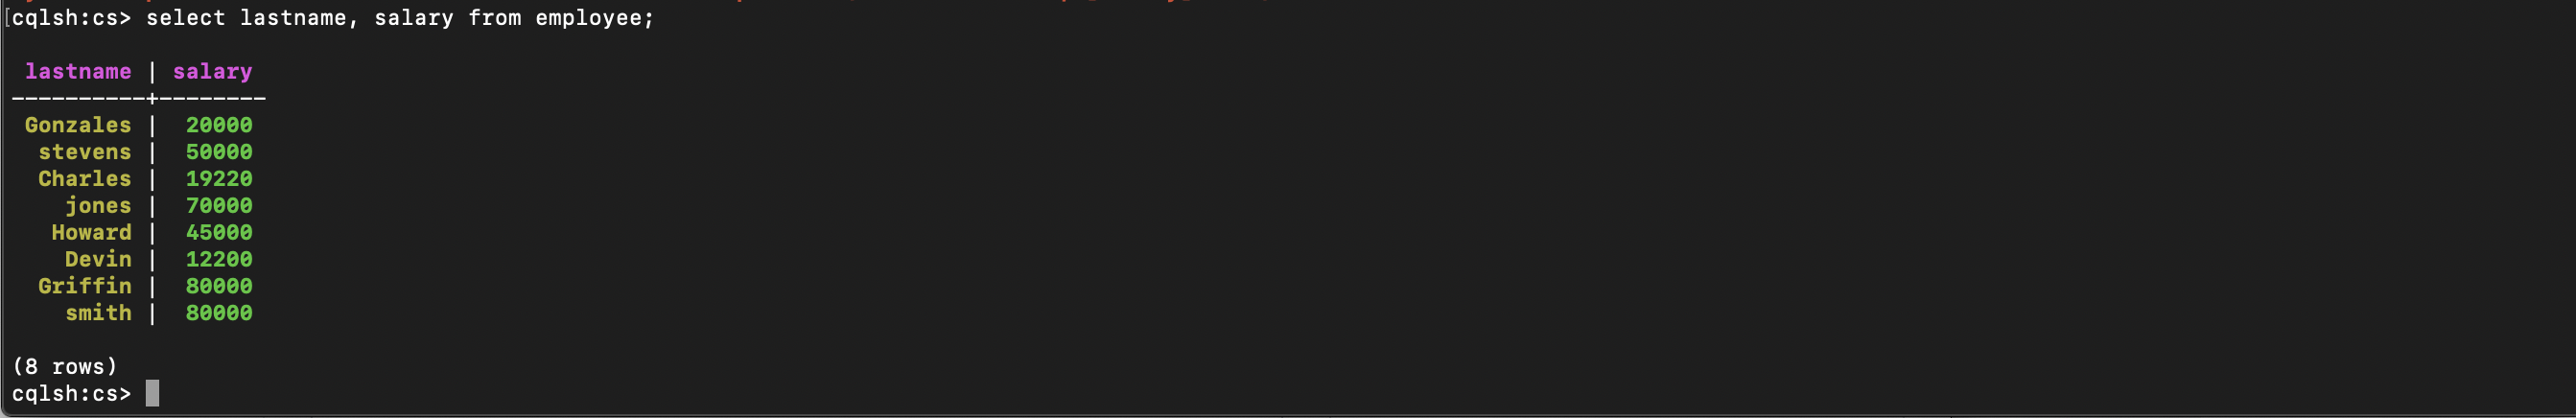 [cqlsh:cs> select lastname, salary from employee;
 lastname | salary
----------+--------
 Gonzales |  20000
  stevens |  50000
  Charles |  19220
    jones |  70000
   Howard |  45000
    Devin |  12200
  Griffin |  80000
    smith |  80000
(8 rows)
cqlsh:cs>